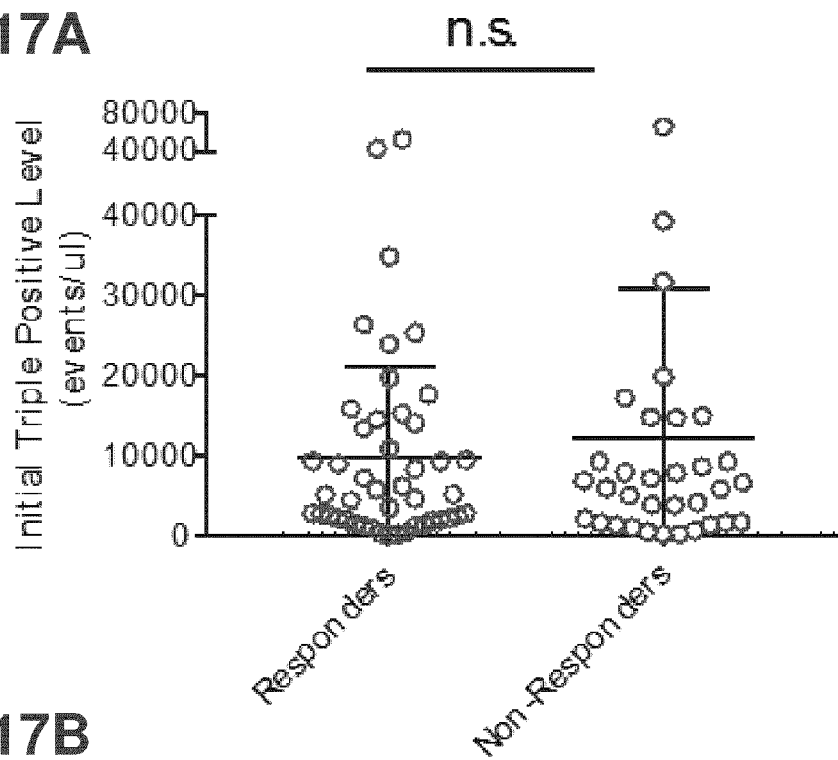 17A
n.s.
Initial Triple Positive Level
(events/ul)
80000
40000
40000
30000
20000
10000
0
Responders
Non-Responders
17B